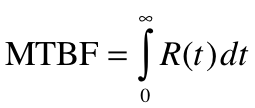 MTBF = ∫₀^∞ R(t)dt